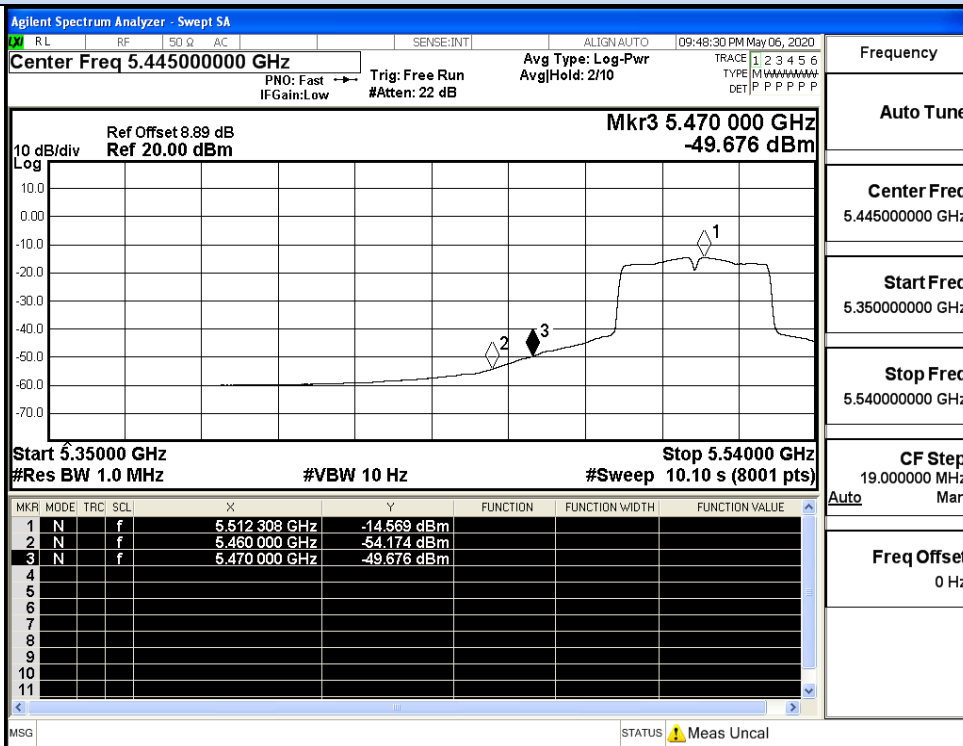 Agilent Spectrum Analyzer - Swept SA
LXI RL RF 50 Ω AC SENSE:INT ALIGN AUTO 09:48:30 PM May 06, 2020
Center Freq 5.445000000 GHz
PNO: Fast
IFGain:Low
Trig: Free Run
#Atten: 22 dB
Avg Type: Log-Pwr
Avg|Hold: 2/10
TRACE 1 2 3 4 5 6
TYPE M WWWWW
DET P P P P P P
Ref Offset 8.89 dB
10 dB/div Ref 20.00 dBm
Log
Mkr3 5.470 000 GHz
-49.676 dBm
10.0
0.00
-10.0
-20.0
-30.0
-40.0
-50.0
-60.0
-70.0
1
2
3
Start 5.35000 GHz Stop 5.54000 GHz
#Res BW 1.0 MHz #VBW 10 Hz #Sweep 10.10 s (8001 pts)
MKR MODE TRC SCL X Y FUNCTION FUNCTION WIDTH FUNCTION VALUE
1 N f 5.512 308 GHz -14.569 dBm
2 N f 5.460 000 GHz -54.174 dBm
3 N f 5.470 000 GHz -49.676 dBm
4
5
6
7
8
9
10
11
MSG STATUS Meas Uncal
Frequency
Auto Tune
Center Freq
5.445000000 GHz
Start Freq
5.350000000 GHz
Stop Freq
5.540000000 GHz
CF Step
19.000000 MHz
Auto Man
Freq Offset
0 Hz